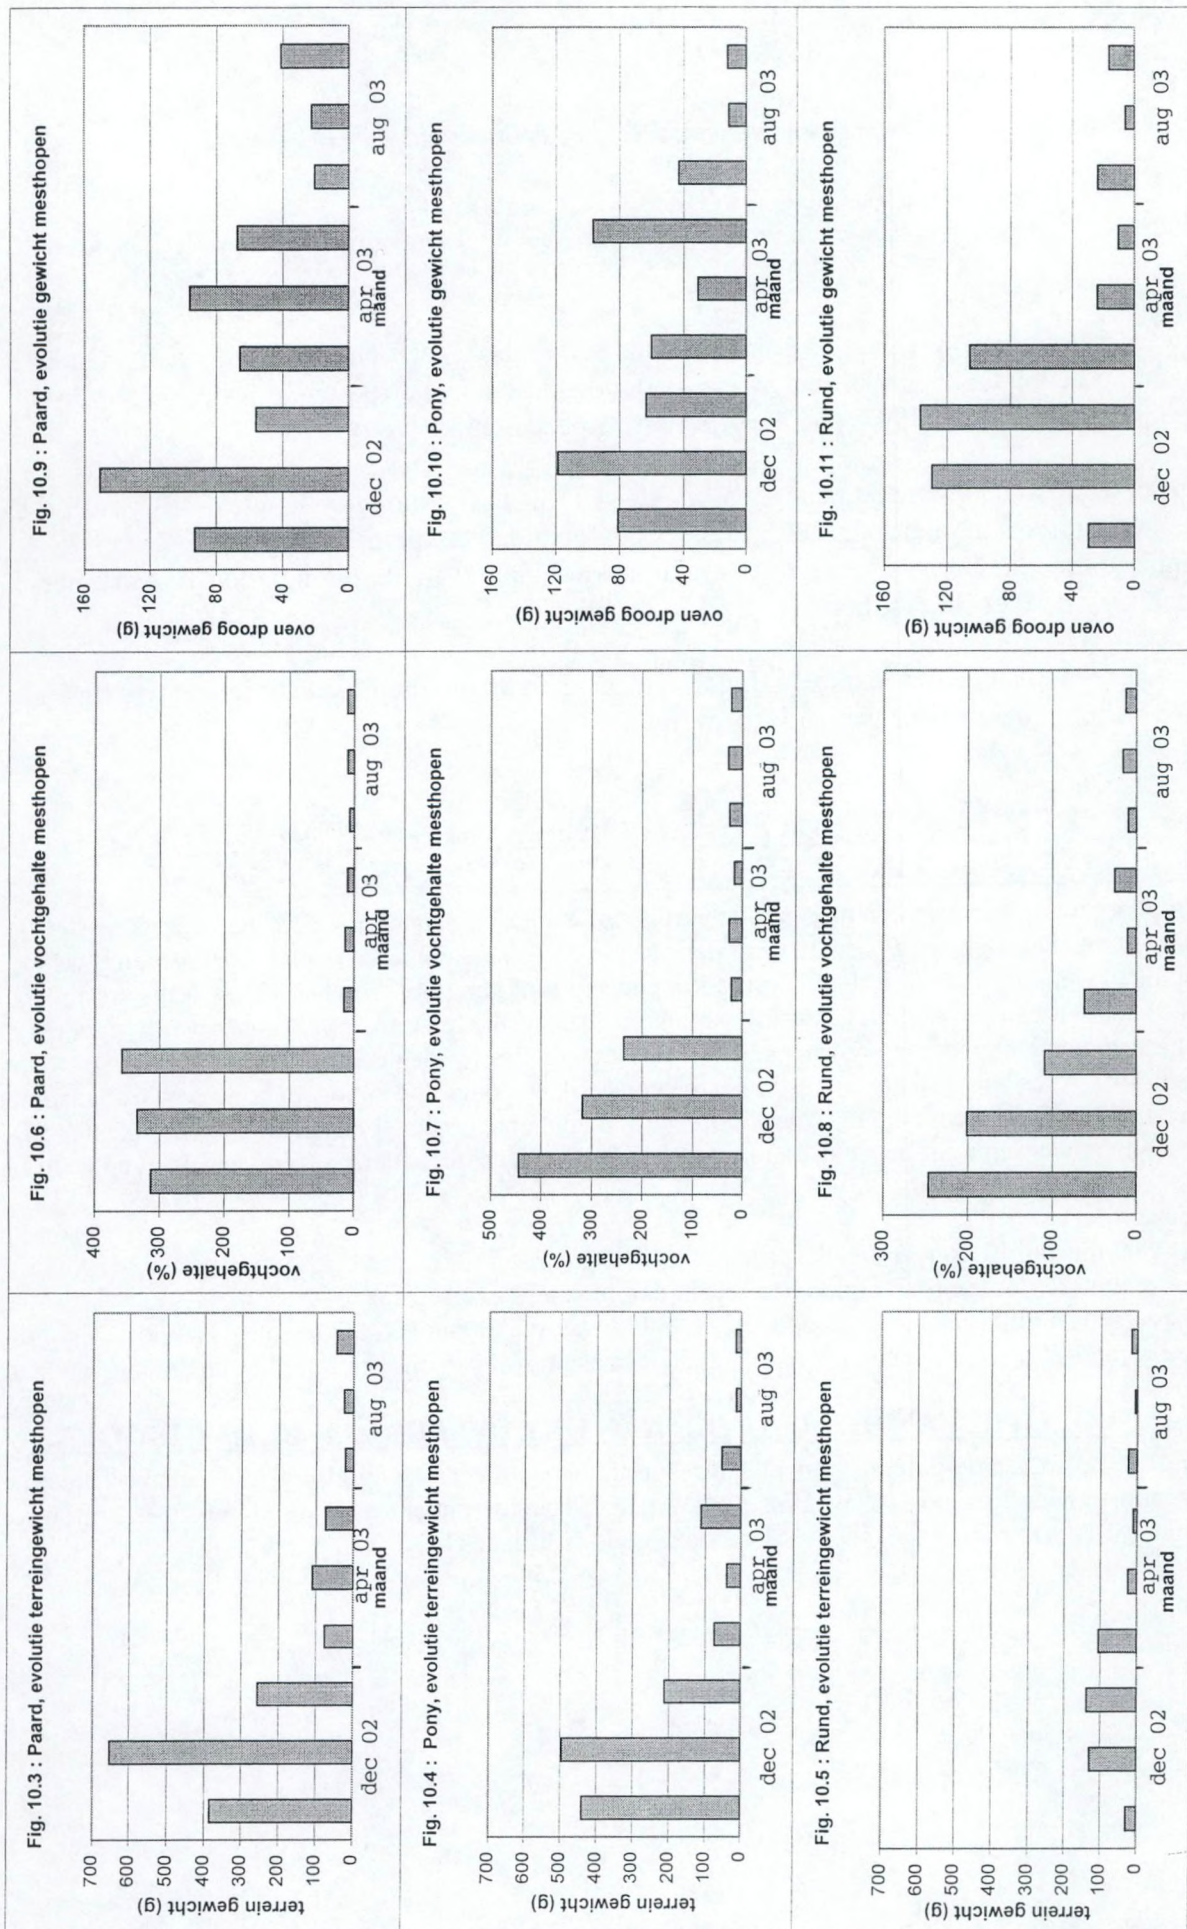 Fig. 10.3 : Paard, evolutie terreingewicht mesthopen
terrein gewicht (g)
700
600
500
400
300
200
100
0
dec 02
apr 03
aug 03
maand
Fig. 10.6 : Paard, evolutie vochtgehalte mesthopen
vochtgehalte (%)
400
300
200
100
0
dec 02
apr 03
aug 03
maand
Fig. 10.9 : Paard, evolutie gewicht mesthopen
oven droog gewicht (g)
160
120
80
40
0
dec 02
apr 03
aug 03
maand
Fig. 10.4 : Pony, evolutie terreingewicht mesthopen
terrein gewicht (g)
700
600
500
400
300
200
100
0
dec 02
apr 03
aug 03
maand
Fig. 10.7 : Pony, evolutie vochtgehalte mesthopen
vochtgehalte (%)
500
400
300
200
100
0
dec 02
apr 03
aug 03
maand
Fig. 10.10 : Pony, evolutie gewicht mesthopen
oven droog gewicht (g)
160
120
80
40
0
dec 02
apr 03
aug 03
maand
Fig. 10.5 : Rund, evolutie terreingewicht mesthopen
terrein gewicht (g)
700
600
500
400
300
200
100
0
dec 02
apr 03
aug 03
maand
Fig. 10.8 : Rund, evolutie vochtgehalte mesthopen
vochtgehalte (%)
300
200
100
0
dec 02
apr 03
aug 03
maand
Fig. 10.11 : Rund, evolutie gewicht mesthopen
oven droog gewicht (g)
160
120
80
40
0
dec 02
apr 03
aug 03
maand